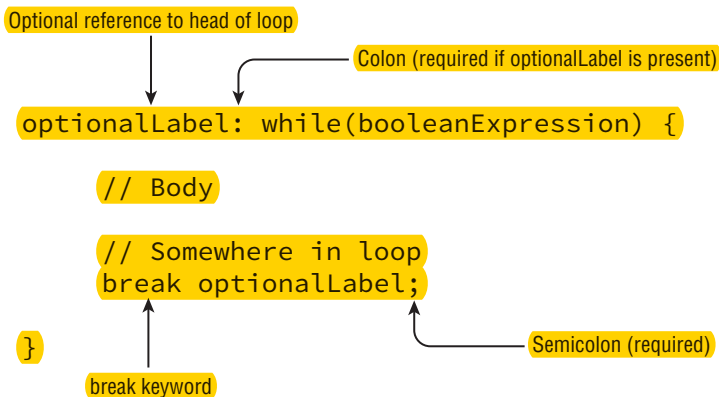 Optional reference to head of loop
Colon (required if optionalLabel is present)
optionalLabel: while(booleanExpression) {
// Body
// Somewhere in loop
break optionalLabel;
}
Semicolon (required)
break keyword